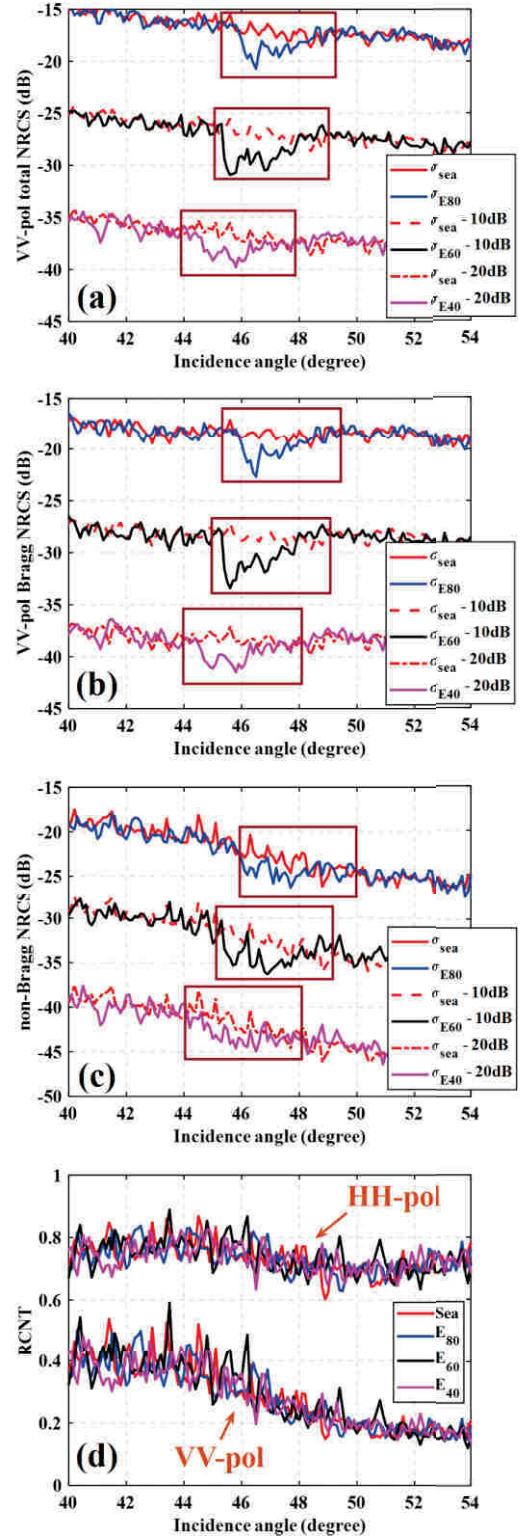 VV-pol total NRCS (dB)
-15
-20
-25
-30
-35
-40
-45
40 42 44 46 48 50 52 54
Incidence angle (degree)
(a)
σsea
σE80
σsea - 10dB
σE60 - 10dB
σsea - 20dB
σE40 - 20dB
VV-pol Bragg NRCS (dB)
-15
-20
-25
-30
-35
-40
-45
40 42 44 46 48 50 52 54
Incidence angle (degree)
(b)
σsea
σE80
σsea - 10dB
σE60 - 10dB
σsea - 20dB
σE40 - 20dB
non-Bragg NRCS (dB)
-15
-20
-25
-30
-35
-40
-45
-50
40 42 44 46 48 50 52 54
Incidence angle (degree)
(c)
σsea
σE80
σsea - 10dB
σE60 - 10dB
σsea - 20dB
σE40 - 20dB
RCNT
1
0.8
0.6
0.4
0.2
0
40 42 44 46 48 50 52 54
Incidence angle (degree)
(d)
HH-pol
VV-pol
Sea
E80
E60
E40